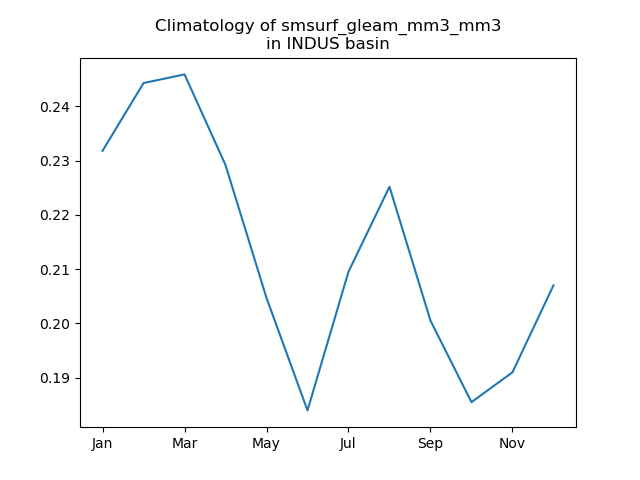 Climatology of smsurf_gleam_mm3_mm3
in INDUS basin
0.24
0.23
0.22
0.21
0.20
0.19
Jan Mar May Jul Sep Nov